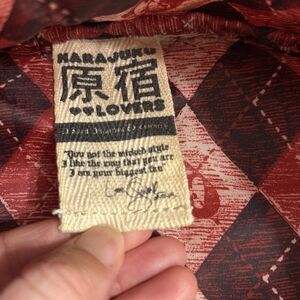 HARAJUKU
原宿
LOVERS
"You got the wicked style
I like the way that you are
I am your biggest fan"